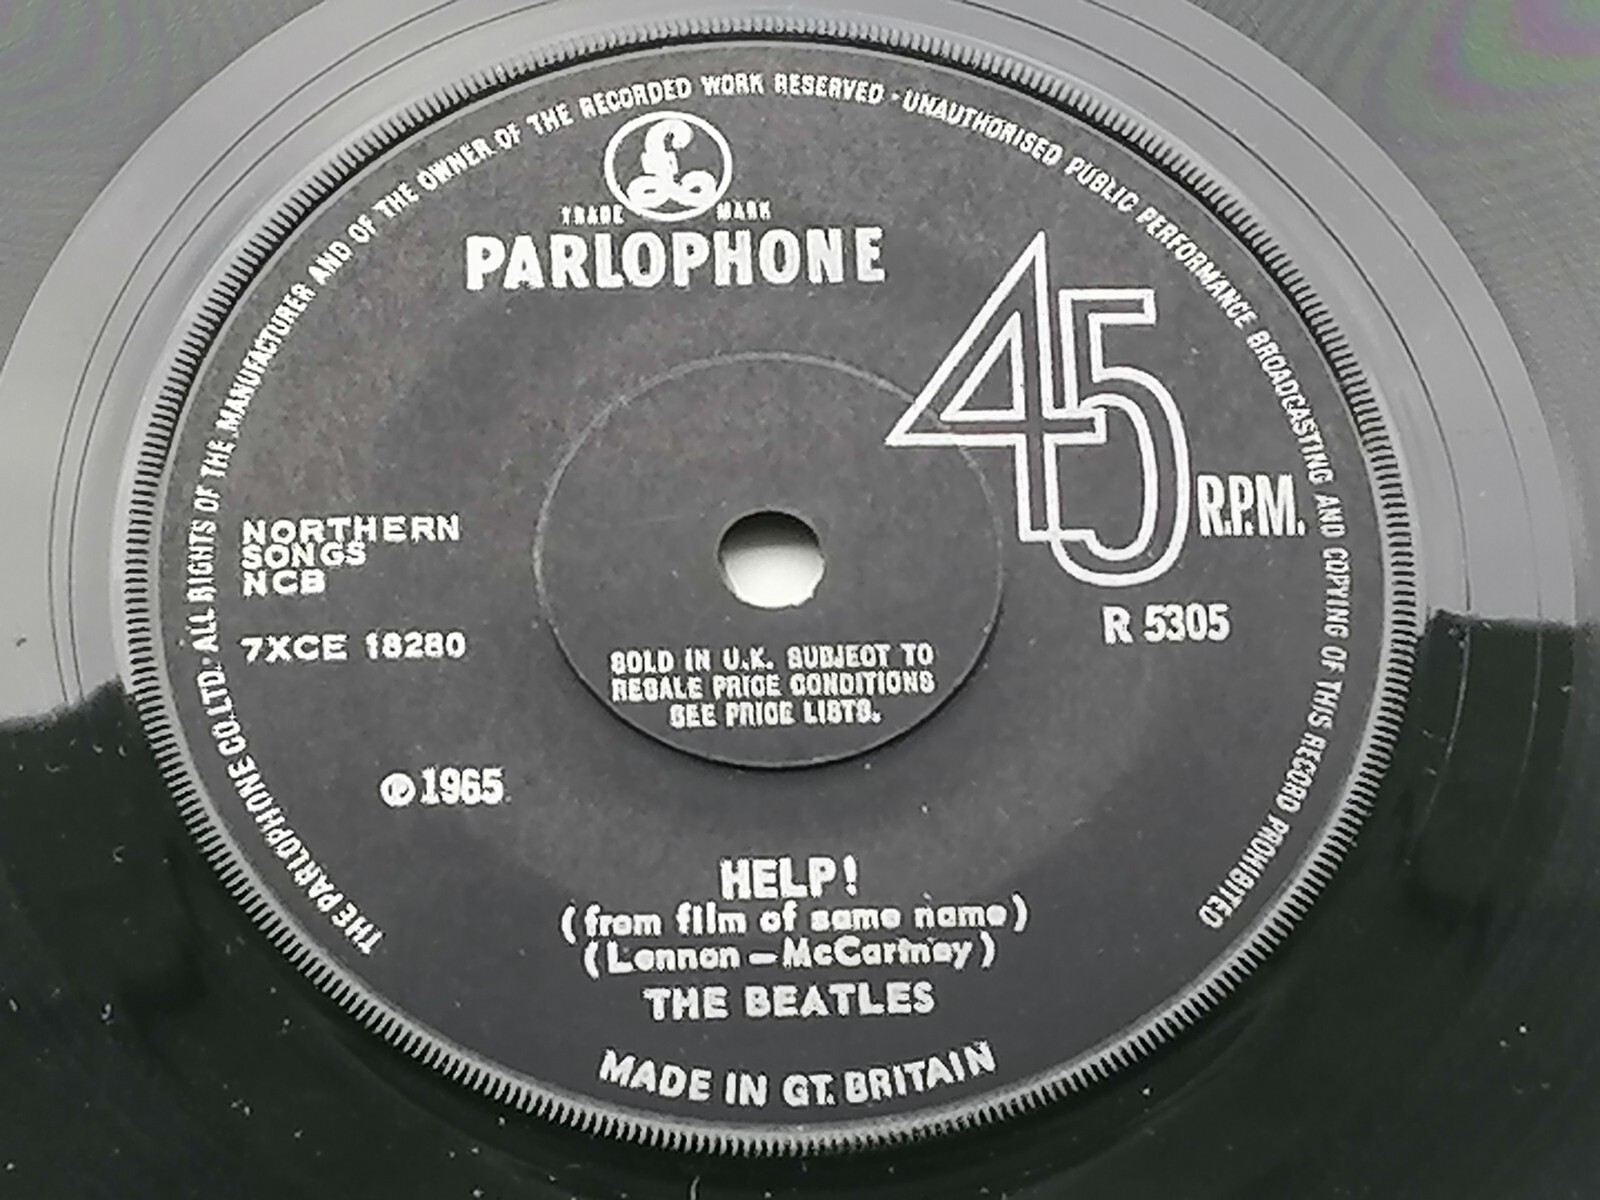 THE PARLOPHONE CO. LTD. · ALL RIGHTS OF THE MANUFACTURER AND OF THE OWNER OF THE RECORDED WORK RESERVED · UNAUTHORISED PUBLIC PERFORMANCE BROADCASTING AND COPYING OF THIS RECORD PROHIBITED
£
TRADE MARK
PARLOPHONE
45
R.P.M.
R 5305
NORTHERN
SONGS
NCB
7XCE 18280
SOLD IN U.K. SUBJECT TO
RESALE PRICE CONDITIONS
SEE PRICE LISTS.
℗ 1965
HELP!
(from film of same name)
(Lennon – McCartney)
THE BEATLES
MADE IN GT. BRITAIN